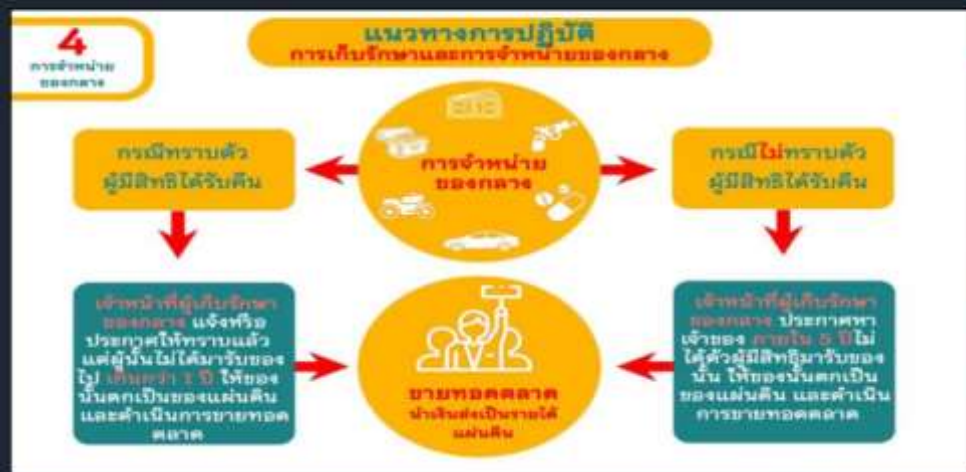 4
การจำหน่าย
ของกลาง
แนวทางการปฏิบัติ
การเก็บรักษาและการจำหน่ายของกลาง
การจำหน่าย
ของกลาง
กรณีทราบตัว
ผู้มีสิทธิได้รับคืน
กรณีไม่ทราบตัว
ผู้มีสิทธิได้รับคืน
เจ้าหน้าที่ผู้เก็บรักษา
ของกลาง แจ้งหรือ
ประกาศให้ทราบแล้ว
แต่ผู้นั้นไม่ได้มารับของ
ไป เกินกว่า 1 ปี ให้ของ
นั้นตกเป็นของแผ่นดิน
และดำเนินการขายทอด
ตลาด
ขายทอดตลาด
นำเงินส่งเป็นรายได้
แผ่นดิน
เจ้าหน้าที่ผู้เก็บรักษา
ของกลาง ประกาศหา
เจ้าของ ภายใน 5 ปีไม่
ได้ตัวผู้มีสิทธิมารับของ
นั้น ให้ของนั้นตกเป็น
ของแผ่นดิน และดำเนิน
การขายทอดตลาด